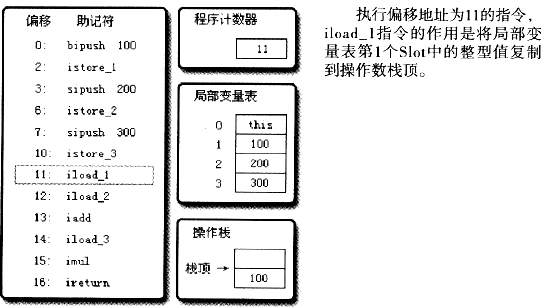 偏移 助记符
0: bipush 100
2: istore_1
3: sipush 200
6: istore_2
7: sipush 300
10: istore_3
11: iload_1
12: iload_2
13: iadd
14: iload_3
15: imul
16: ireturn
程序计数器
11
局部变量表
0 this
1 100
2 200
3 300
操作栈
栈顶 →
100
执行偏移地址为11的指令,
iload_1指令的作用是将局部变
量表第1个Slot中的整型值复制
到操作数栈顶。